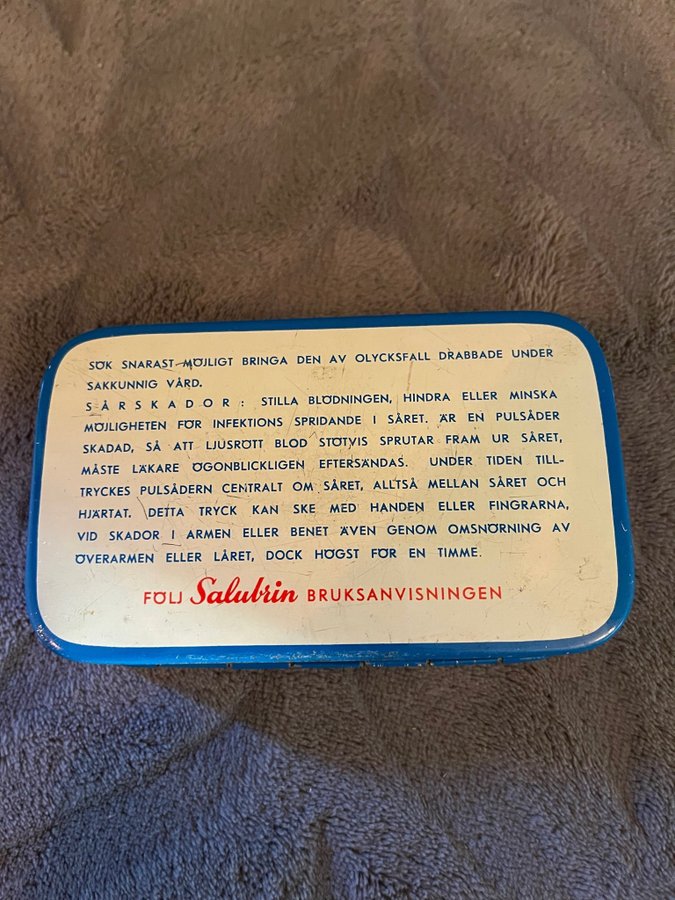 SÖK SNARAST MÖJLIGT BRINGA DEN AV OLYCKSFALL DRABBADE UNDER
SAKKUNNIG VÅRD.
SÅRSKADOR: STILLA BLÖDNINGEN, HINDRA ELLER MINSKA
MÖJLIGHETEN FÖR INFEKTIONS SPRIDANDE I SÅRET. ÄR EN PULSÅDER
SKADAD, SÅ ATT LJUSRÖTT BLOD STÖTVIS SPRUTAR FRAM UR SÅRET,
MÅSTE LÄKARE ÖGONBLICKLIGEN EFTERSÄNDAS. UNDER TIDEN TILL-
TRYCKES PULSÅDERN CENTRALT OM SÅRET, ALLTSÅ MELLAN SÅRET OCH
HJÄRTAT. DETTA TRYCK KAN SKE MED HANDEN ELLER FINGRARNA,
VID SKADOR I ARMEN ELLER BENET ÄVEN GENOM OMSNÖRNING AV
ÖVERARMEN ELLER LÅRET, DOCK HÖGST FÖR EN TIMME.
FÖLJ Salubrin BRUKSANVISNINGEN